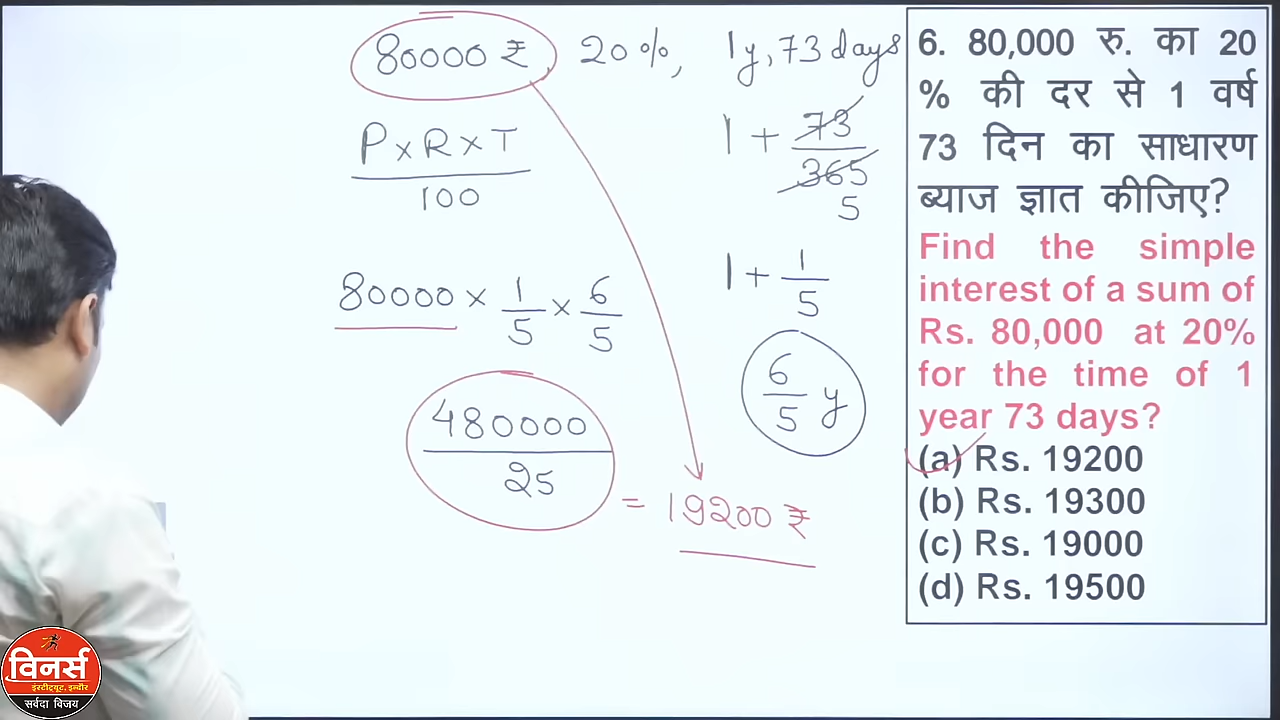 80000 ₹ 20%, 1y, 73 days
P×R×T
100
1 + 73
365
5
1 + 1
5
80000 × 1 × 6
5 5
6 y
5
480000
25
= 19200 ₹
6. 80,000 रु. का 20
% की दर से 1 वर्ष
73 दिन का साधारण
ब्याज ज्ञात कीजिए?
Find the simple
interest of a sum of
Rs. 80,000 at 20%
for the time of 1
year 73 days?
(a) Rs. 19200
(b) Rs. 19300
(c) Rs. 19000
(d) Rs. 19500
विनर्स
इंस्टीट्यूट, इन्दौर
सर्वदा विजय